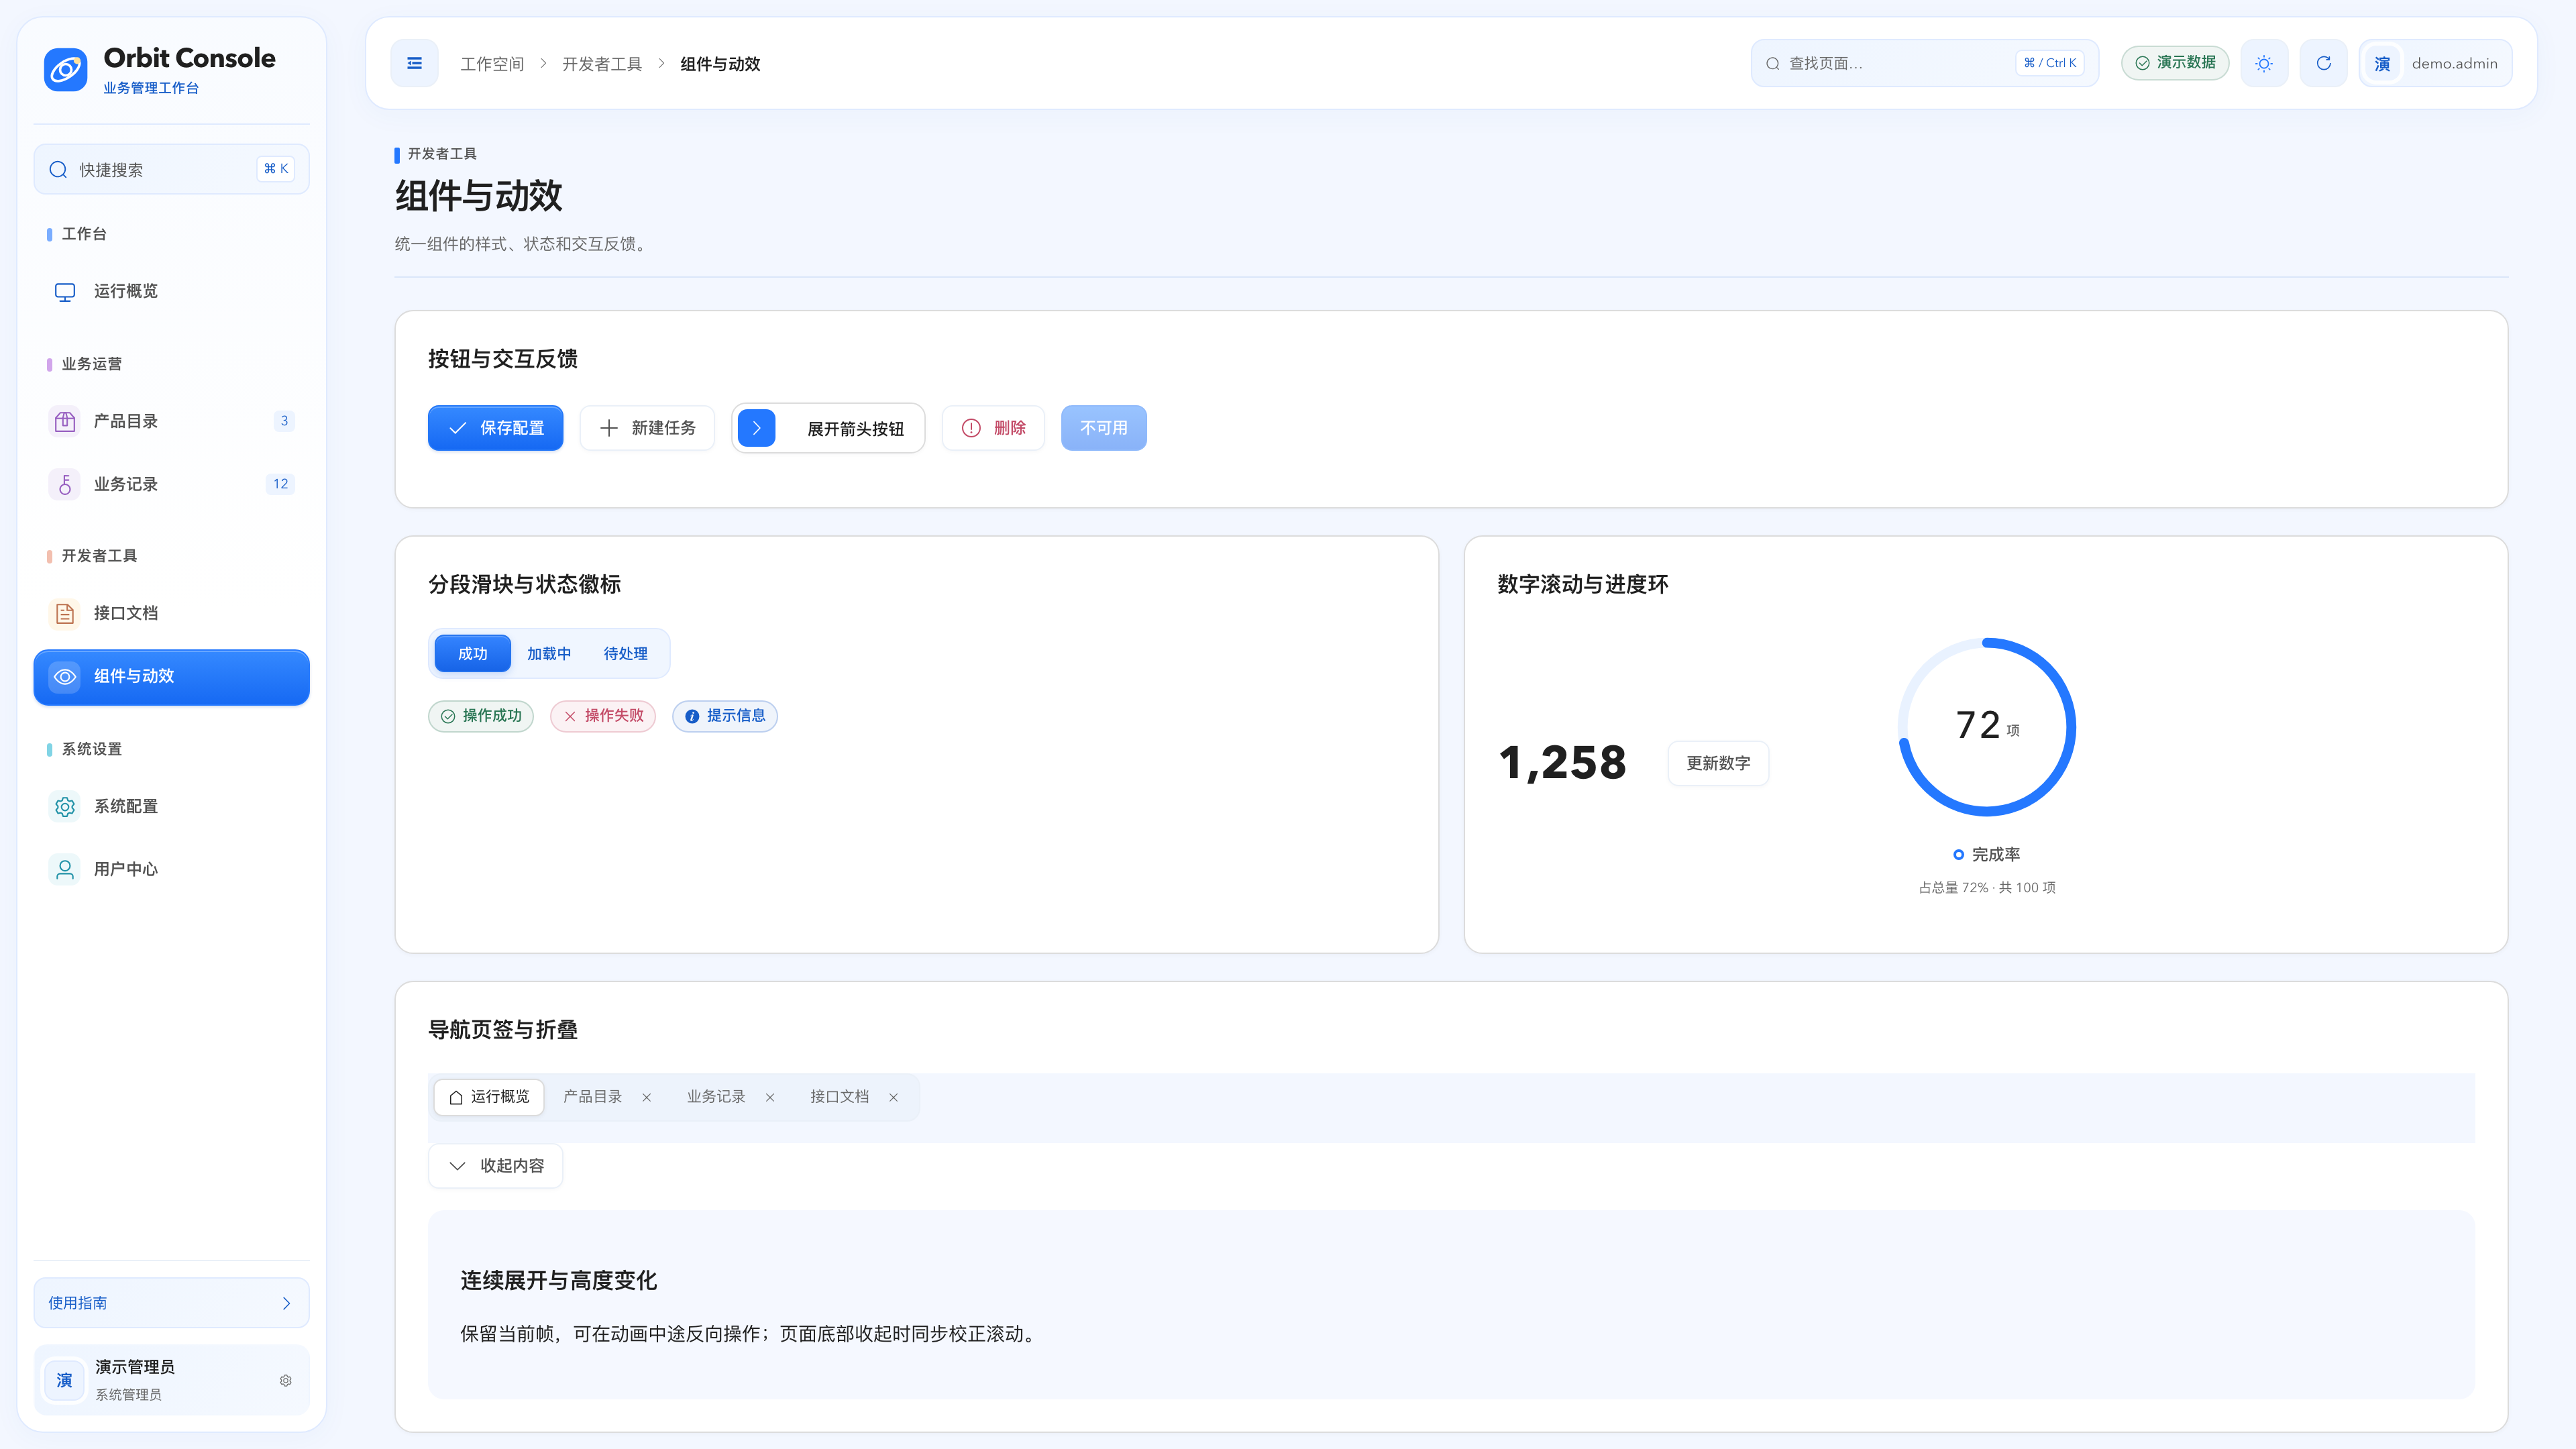 Orbit Console
业务管理工作台
快捷搜索 ⌘ K
工作台
运行概览
业务运营
产品目录 3
业务记录 12
开发者工具
接口文档
组件与动效
系统设置
系统配置
用户中心
使用指南
演
演示管理员
系统管理员
工作空间 > 开发者工具 > 组件与动效
查找页面... ⌘ / Ctrl K
演示数据
演 demo.admin
开发者工具
组件与动效
统一组件的样式、状态和交互反馈。
按钮与交互反馈
保存配置 新建任务 展开箭头按钮 删除 不可用
分段滑块与状态徽标
成功 加载中 待处理
操作成功 操作失败 提示信息
数字滚动与进度环
1,258 更新数字
72 项
完成率
占总量 72% · 共 100 项
导航页签与折叠
运行概览 产品目录 × 业务记录 × 接口文档 ×
收起内容
连续展开与高度变化
保留当前帧，可在动画中途反向操作；页面底部收起时同步校正滚动。